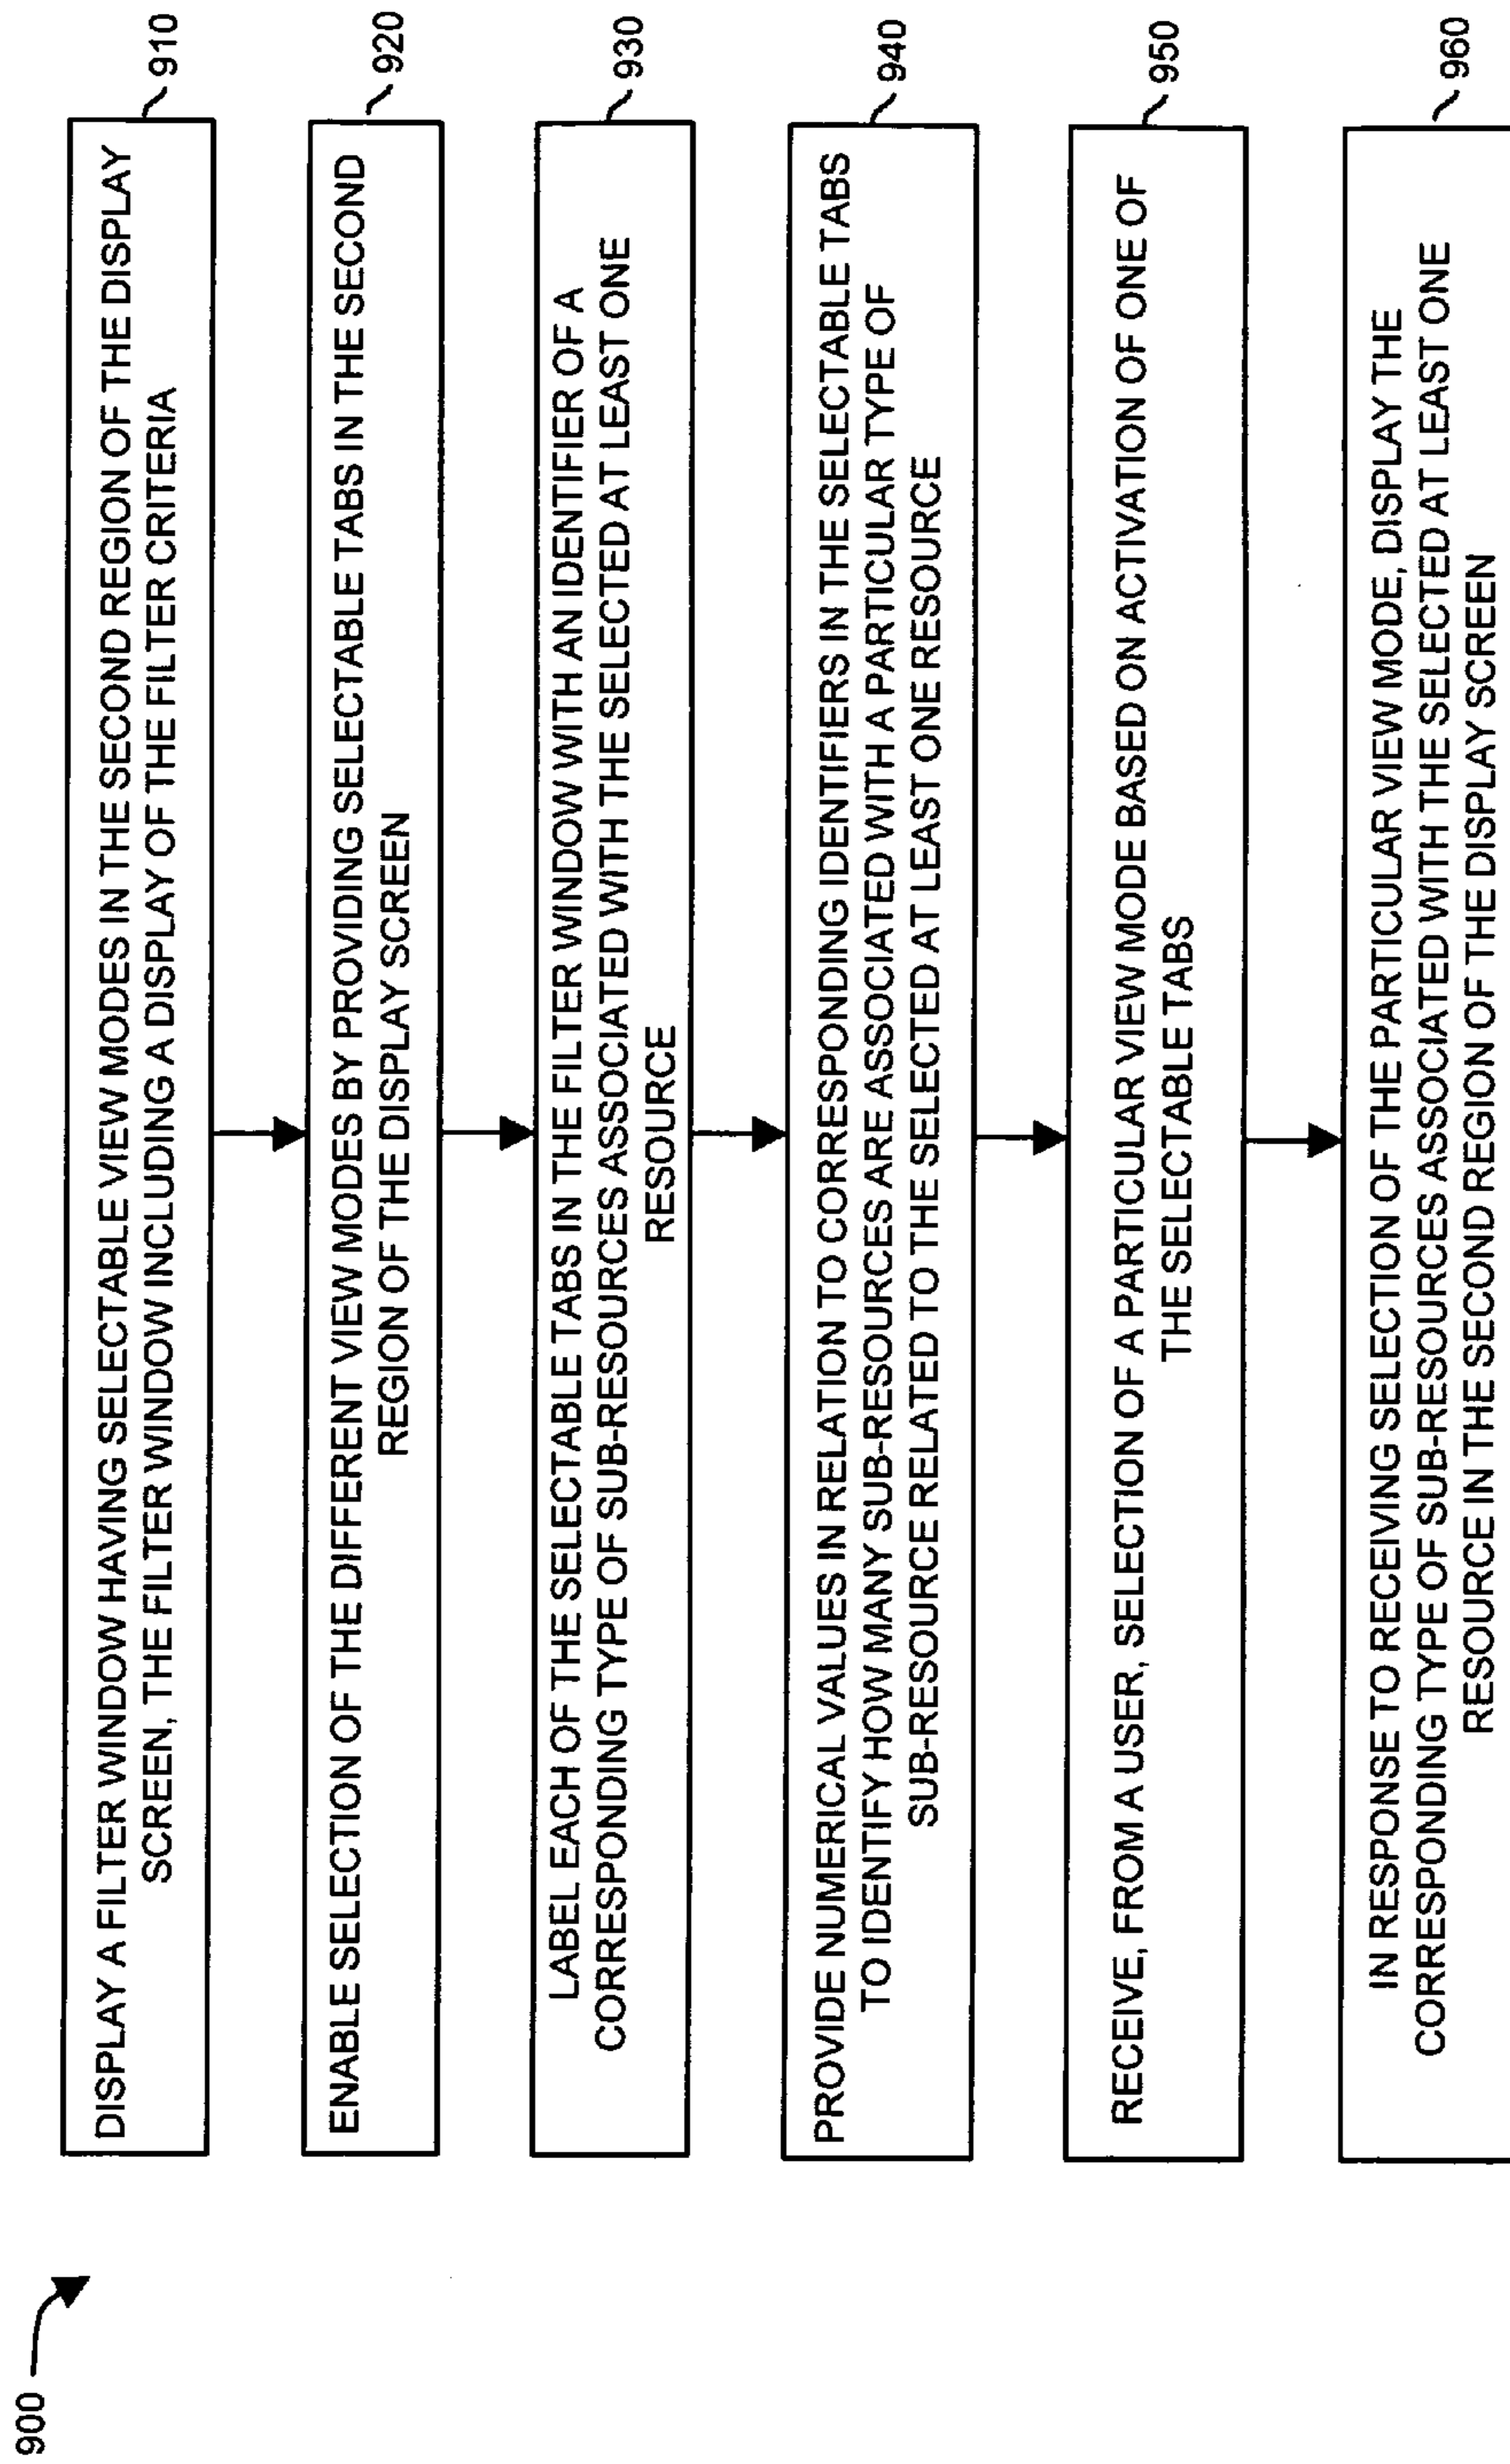 900
DISPLAY A FILTER WINDOW HAVING SELECTABLE VIEW MODES IN THE SECOND REGION OF THE DISPLAY
SCREEN, THE FILTER WINDOW INCLUDING A DISPLAY OF THE FILTER CRITERIA
910
ENABLE SELECTION OF THE DIFFERENT VIEW MODES BY PROVIDING SELECTABLE TABS IN THE SECOND
REGION OF THE DISPLAY SCREEN
920
LABEL EACH OF THE SELECTABLE TABS IN THE FILTER WINDOW WITH AN IDENTIFIER OF A
CORRESPONDING TYPE OF SUB-RESOURCES ASSOCIATED WITH THE SELECTED AT LEAST ONE
RESOURCE
930
PROVIDE NUMERICAL VALUES IN RELATION TO CORRESPONDING IDENTIFIERS IN THE SELECTABLE TABS
TO IDENTIFY HOW MANY SUB-RESOURCES ARE ASSOCIATED WITH A PARTICULAR TYPE OF
SUB-RESOURCE RELATED TO THE SELECTED AT LEAST ONE RESOURCE
940
RECEIVE, FROM A USER, SELECTION OF A PARTICULAR VIEW MODE BASED ON ACTIVATION OF ONE OF
THE SELECTABLE TABS
950
IN RESPONSE TO RECEIVING SELECTION OF THE PARTICULAR VIEW MODE, DISPLAY THE
CORRESPONDING TYPE OF SUB-RESOURCES ASSOCIATED WITH THE SELECTED AT LEAST ONE
RESOURCE IN THE SECOND REGION OF THE DISPLAY SCREEN
960